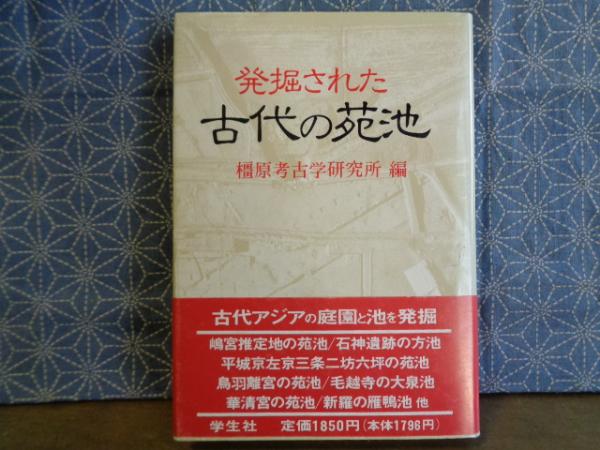 発掘された
古代の苑池
橿原考古学研究所 編
古代アジアの庭園と池を発掘
嶋宮推定地の苑池/石神遺跡の方池
平城京左京三条二坊六坪の苑池
鳥羽離宮の苑池/毛越寺の大泉池
華清宮の苑池/新羅の雁鴨池 他
学生社 定価1850円(本体1796円)